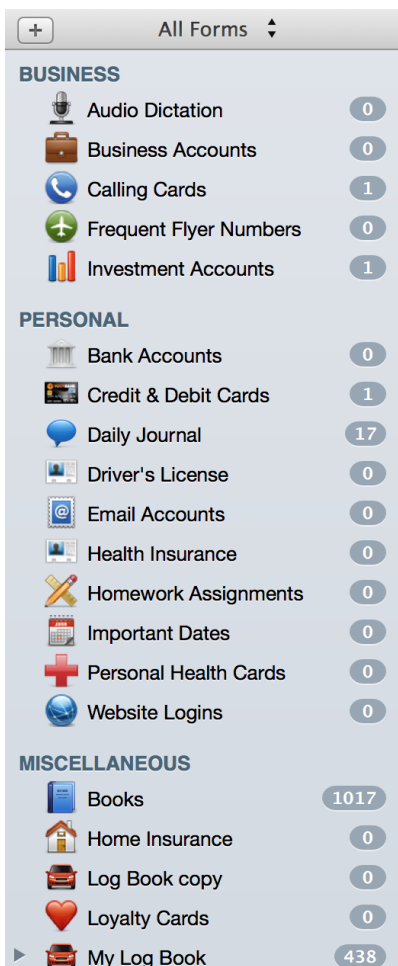 + All Forms
BUSINESS
Audio Dictation 0
Business Accounts 0
Calling Cards 1
Frequent Flyer Numbers 0
Investment Accounts 1
PERSONAL
Bank Accounts 0
Credit & Debit Cards 1
Daily Journal 17
Driver's License 0
@ Email Accounts 0
Health Insurance 0
Homework Assignments 0
Important Dates 0
Personal Health Cards 0
Website Logins 0
MISCELLANEOUS
Books 1017
Home Insurance 0
Log Book copy 0
Loyalty Cards 0
My Log Book 438